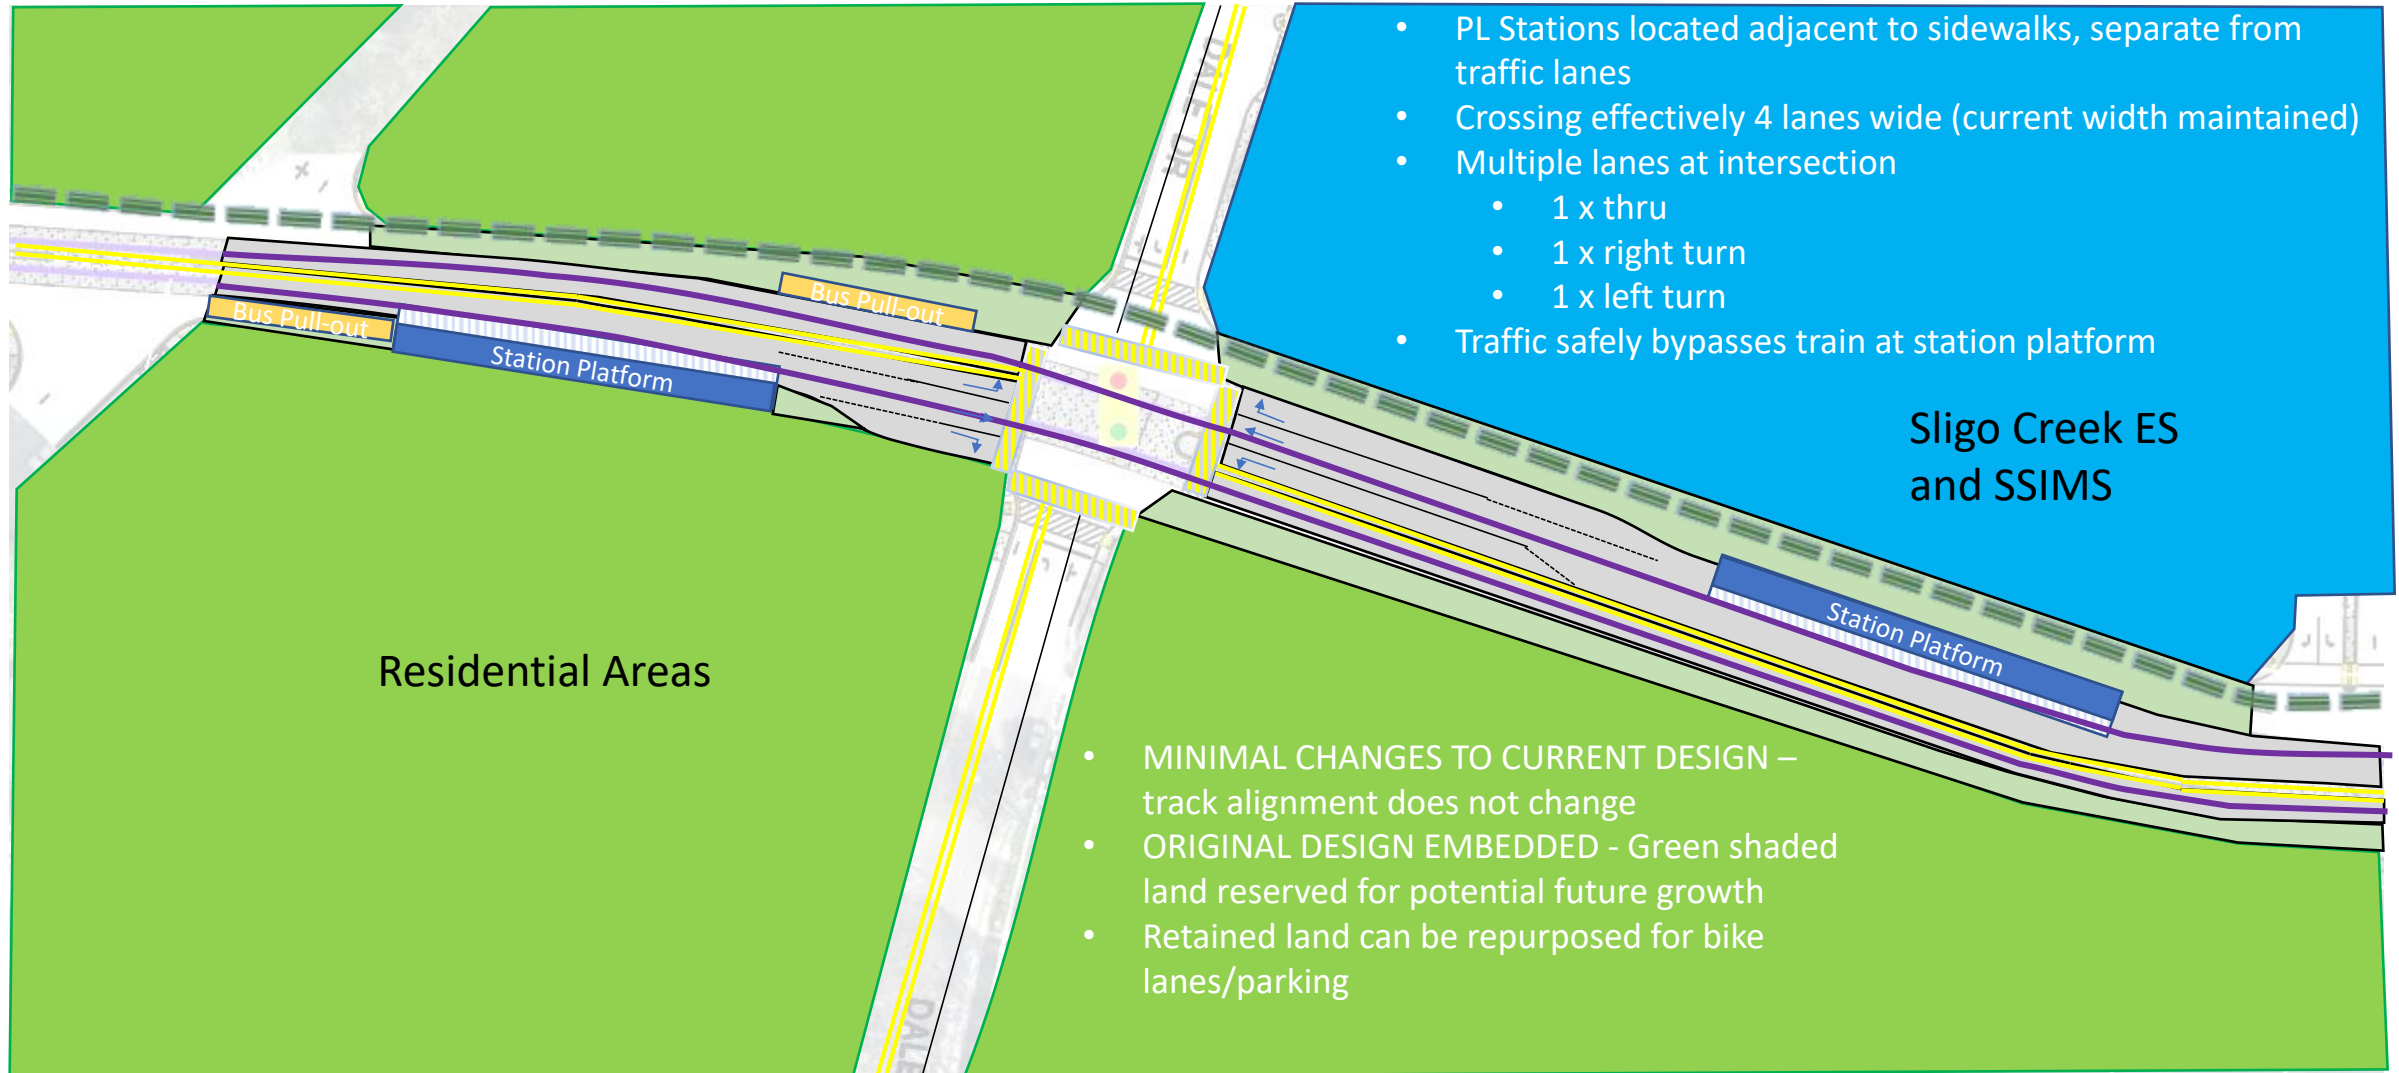 • PL Stations located adjacent to sidewalks, separate from
traffic lanes
• Crossing effectively 4 lanes wide (current width maintained)
• Multiple lanes at intersection
• 1 x thru
• 1 x right turn
• 1 x left turn
• Traffic safely bypasses train at station platform
DALE DR
Bus Pull-out
Bus Pull-out
Station Platform
Sligo Creek ES
and SSIMS
Station Platform
Residential Areas
• MINIMAL CHANGES TO CURRENT DESIGN –
track alignment does not change
• ORIGINAL DESIGN EMBEDDED - Green shaded
land reserved for potential future growth
• Retained land can be repurposed for bike
lanes/parking
DALE